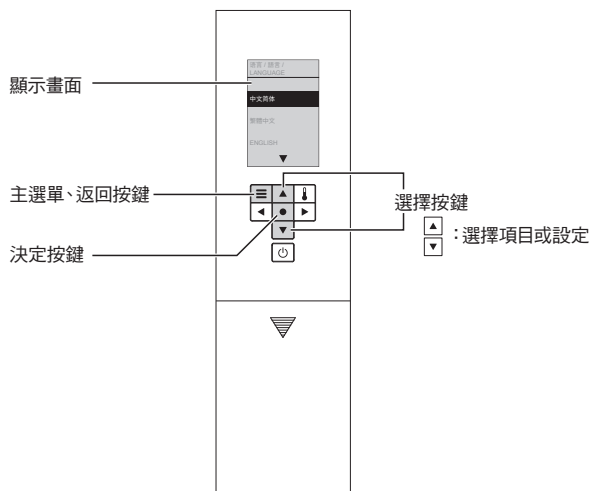 语言 / 語言 /
LANGUAGE
中文简体
繁體中文
ENGLISH
顯示畫面
主選單、返回按鍵
決定按鍵
選擇按鍵
:選擇項目或設定